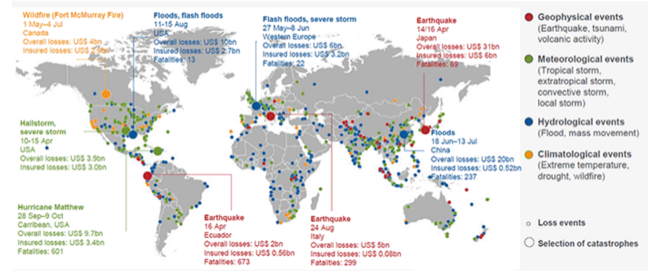 Wildfire (Fort McMurray Fire)
1 May–4 Jul
Canada
Overall losses: US$ 4bn
Insured losses: US$
Floods, flash floods
11-15 Aug
USA
Overall losses: US$ 10bn
Insured losses: US$ 2.7bn
Fatalities: 13
Flash floods, severe storm
27 May–8 Jun
Western Europe
Overall losses: US$ 6bn
Insured losses: US$ 3.2bn
Fatalities: 22
Earthquake
14/16 Apr
Japan
Overall losses: US$ 31bn
Insured losses: US$ 6bn
Fatalities: 69
Hailstorm,
severe storm
10-15 Apr
USA
Overall losses: US$ 3.9bn
Insured losses: US$ 3.0bn
Floods
18 Jun–13 Jul
China
Overall losses: US$ 20bn
Insured losses: US$ 0.52bn
Fatalities: 237
Hurricane Matthew
28 Sep–9 Oct
Carribean, USA
Overall losses: US$ 9.7bn
Insured losses: US$ 3.4bn
Fatalities: 601
Earthquake
16 Apr
Ecuador
Overall losses: US$ 2bn
Insured losses: US$ 0.56bn
Fatalities: 673
Earthquake
24 Aug
Italy
Overall losses: US$ 5bn
Insured losses: US$ 0.08bn
Fatalities: 299
Geophysical events
(Earthquake, tsunami,
volcanic activity)
Meteorological events
(Tropical storm,
extratropical storm,
convective storm,
local storm)
Hydrological events
(Flood, mass movement)
Climatological events
(Extreme temperature,
drought, wildfire)
Loss events
Selection of catastrophes